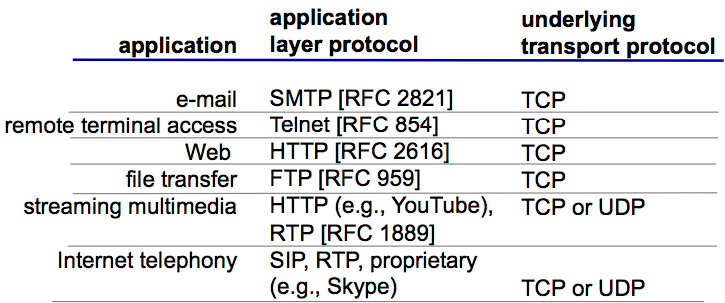 application application layer protocol underlying transport protocol
e-mail SMTP [RFC 2821] TCP
remote terminal access Telnet [RFC 854] TCP
Web HTTP [RFC 2616] TCP
file transfer FTP [RFC 959] TCP
streaming multimedia HTTP (e.g., YouTube), TCP or UDP
RTP [RFC 1889]
Internet telephony SIP, RTP, proprietary
(e.g., Skype) TCP or UDP